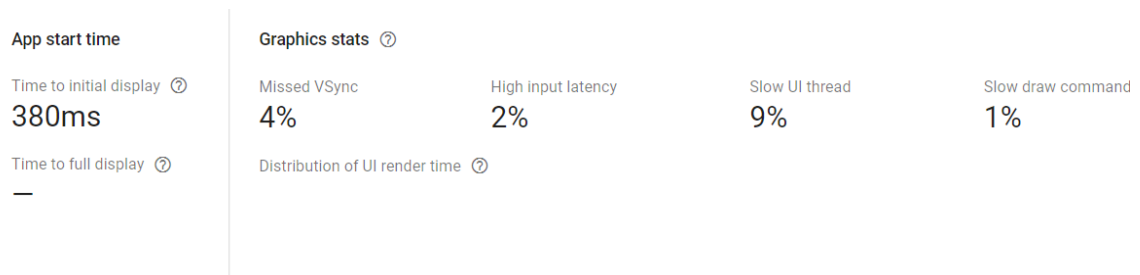 App start time
Graphics stats
Time to initial display
380ms
Time to full display
—
Missed VSync
4%
High input latency
2%
Slow UI thread
9%
Slow draw command
1%
Distribution of UI render time